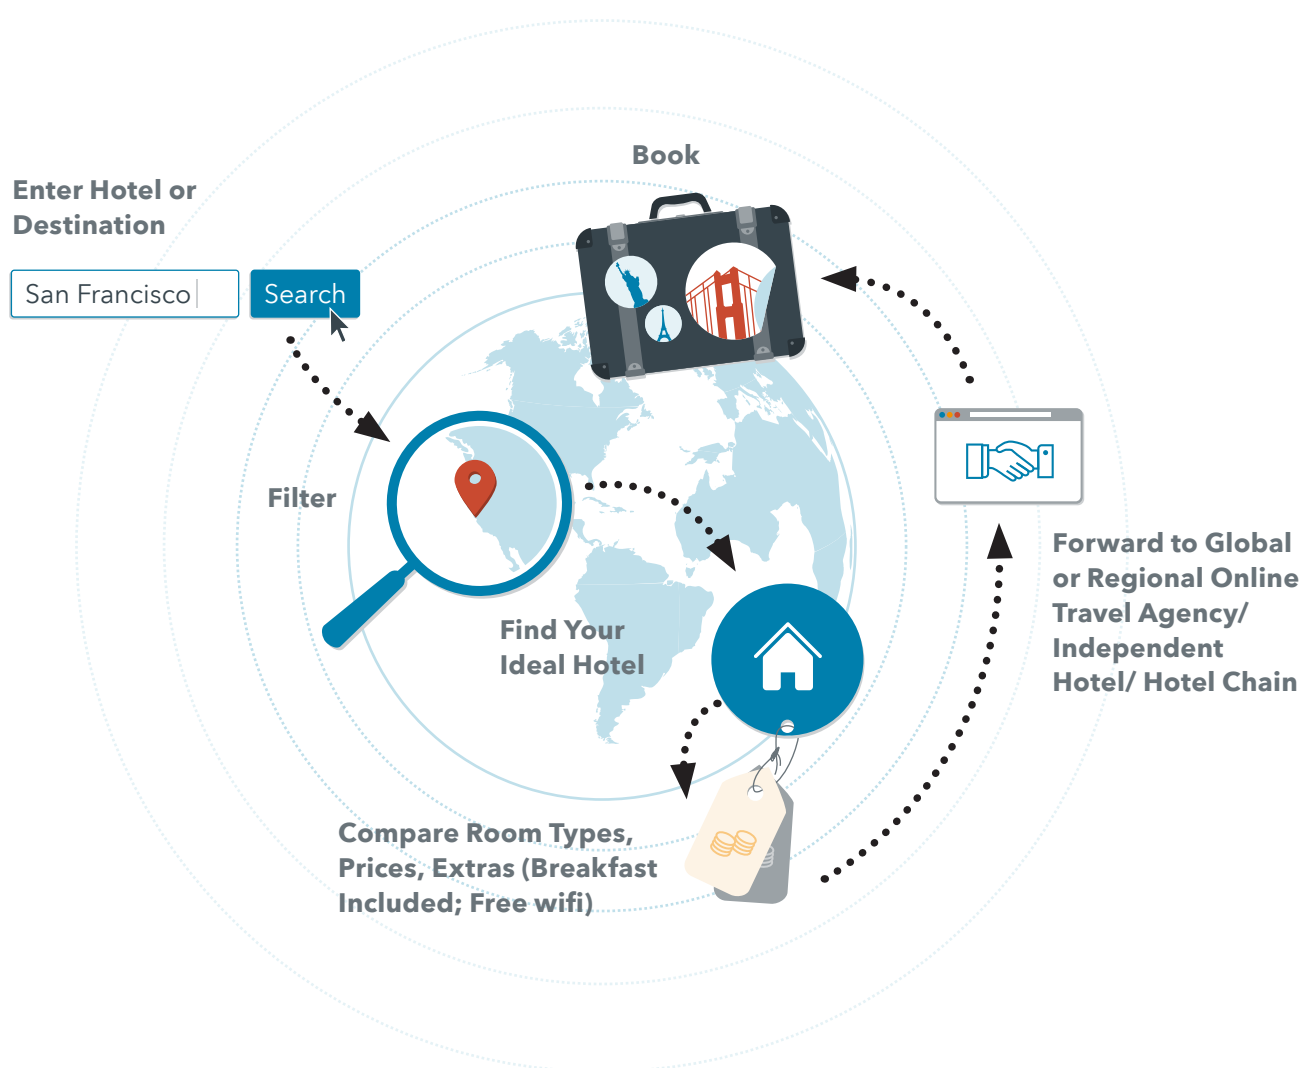 Book
Enter Hotel or
Destination
San Francisco
Search
Filter
Find Your
Ideal Hotel
Forward to Global
or Regional Online
Travel Agency/
Independent
Hotel/ Hotel Chain
Compare Room Types,
Prices, Extras (Breakfast
Included; Free wifi)